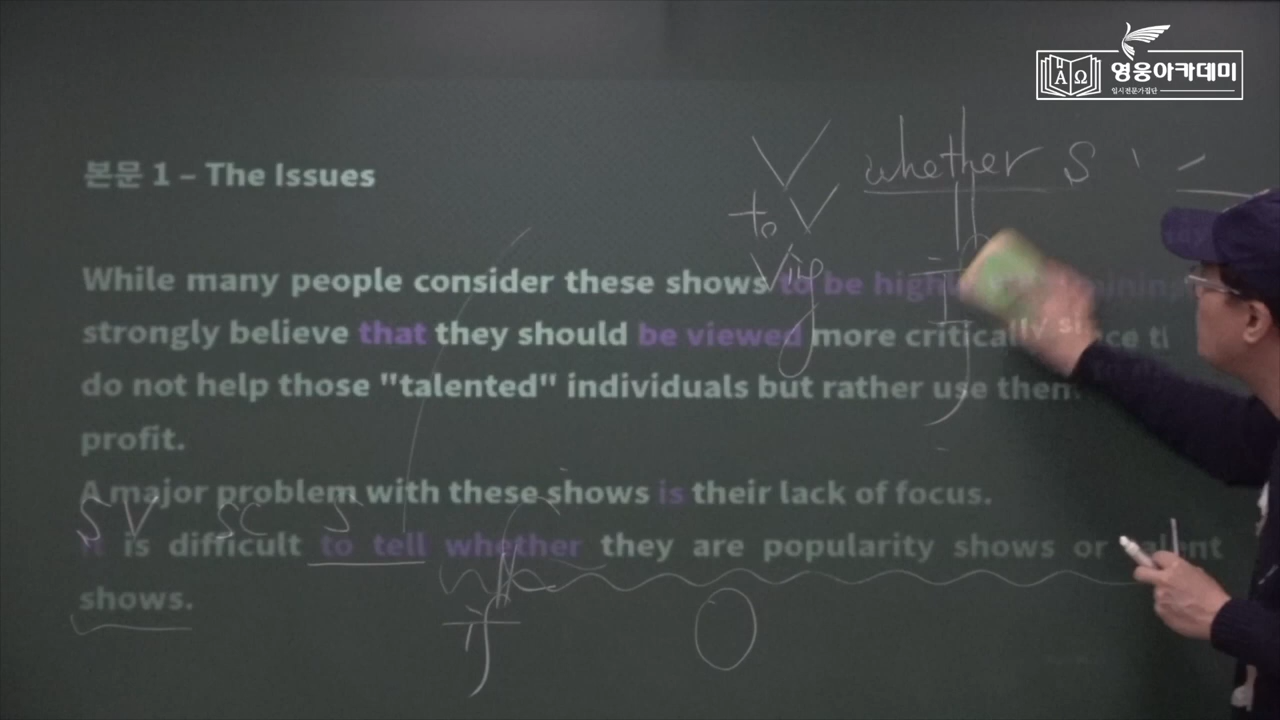 영웅아카데미
입시전문가집단
본문 1 – The Issues
V whether S
to V
Ving if
While many people consider these shows to be
strongly believe that they should be viewed more critically
do not help those "talented" individuals but rather use them
profit.
A major problem with these shows is their lack of focus.
S V SC S
It is difficult to tell whether they are popularity shows or talent
shows.
if O